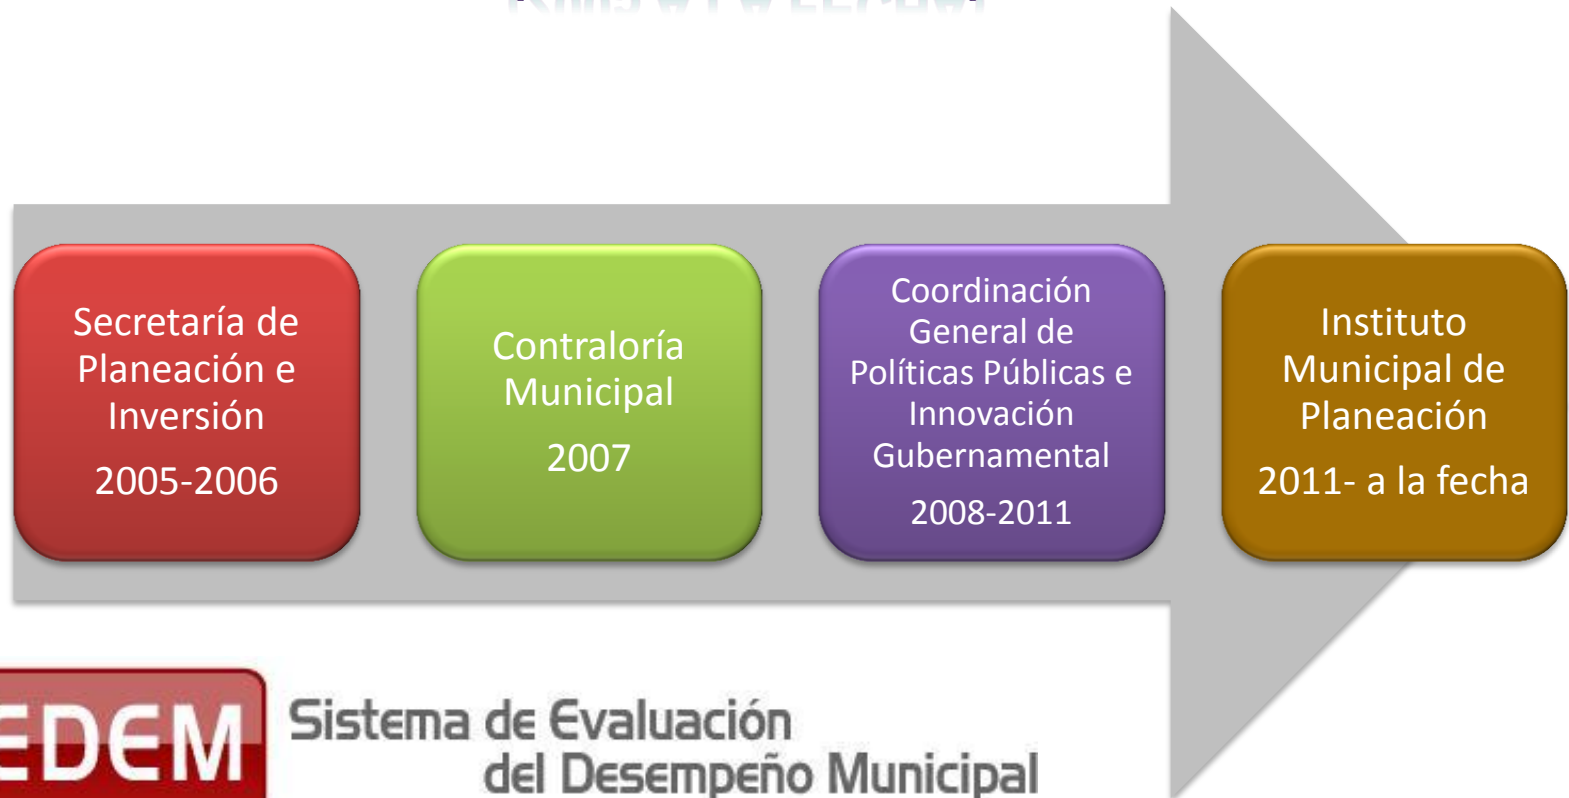 Secretaría de
Planeación e
Inversión
2005-2006
Contraloría
Municipal
2007
Coordinación
General de
Políticas Públicas e
Innovación
Gubernamental
2008-2011
Instituto
Municipal de
Planeación
2011- a la fecha
EDEM
Sistema de Evaluación
del Desempeño Municipal